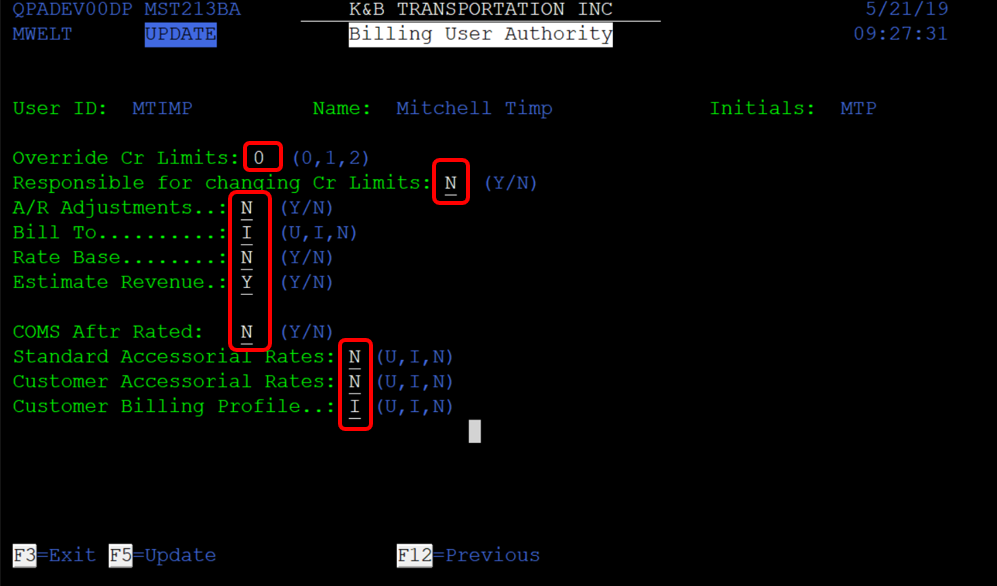 QPADEV00DP MST213BA K&B TRANSPORTATION INC 5/21/19
MWELT UPDATE Billing User Authority 09:27:31
User ID: MTIMP Name: Mitchell Timp Initials: MTP
Override Cr Limits: 0 (0,1,2)
Responsible for changing Cr Limits: N (Y/N)
A/R Adjustments..: N (Y/N)
Bill To..........: I (U,I,N)
Rate Base........: N (Y/N)
Estimate Revenue.: Y (Y/N)
COMS Aftr Rated: N (Y/N)
Standard Accessorial Rates: N (U,I,N)
Customer Accessorial Rates: N (U,I,N)
Customer Billing Profile..: I (U,I,N)
F3=Exit F5=Update F12=Previous